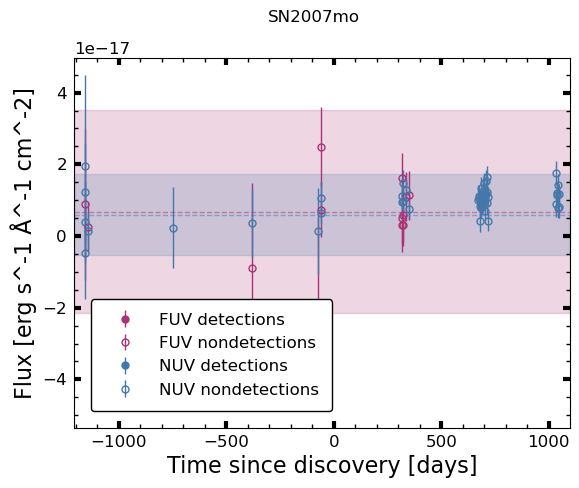 SN2007mo
1e−17
Flux [erg s^-1 Å^-1 cm^-2]
4
2
0
−2
−4
FUV detections
FUV nondetections
NUV detections
NUV nondetections
−1000
−500
0
500
1000
Time since discovery [days]